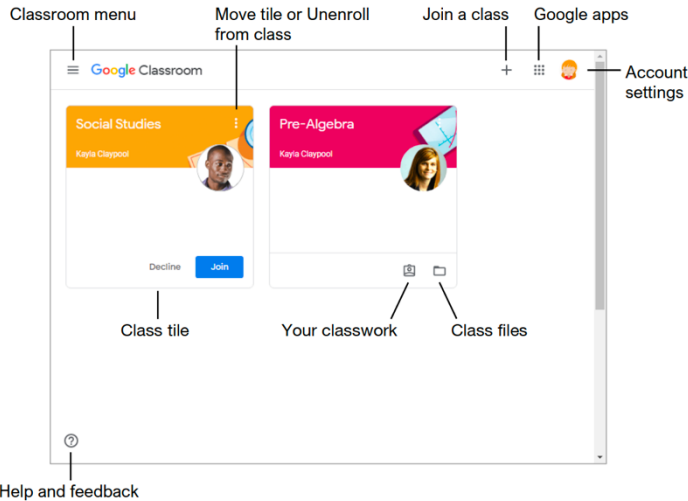 Classroom menu
Move tile or Unenroll
from class
Join a class
Google apps
Google Classroom
Account
settings
Social Studies
Kayla Claypool
Pre-Algebra
Kayla Claypool
Decline
Join
Class tile
Your classwork
Class files
Help and feedback